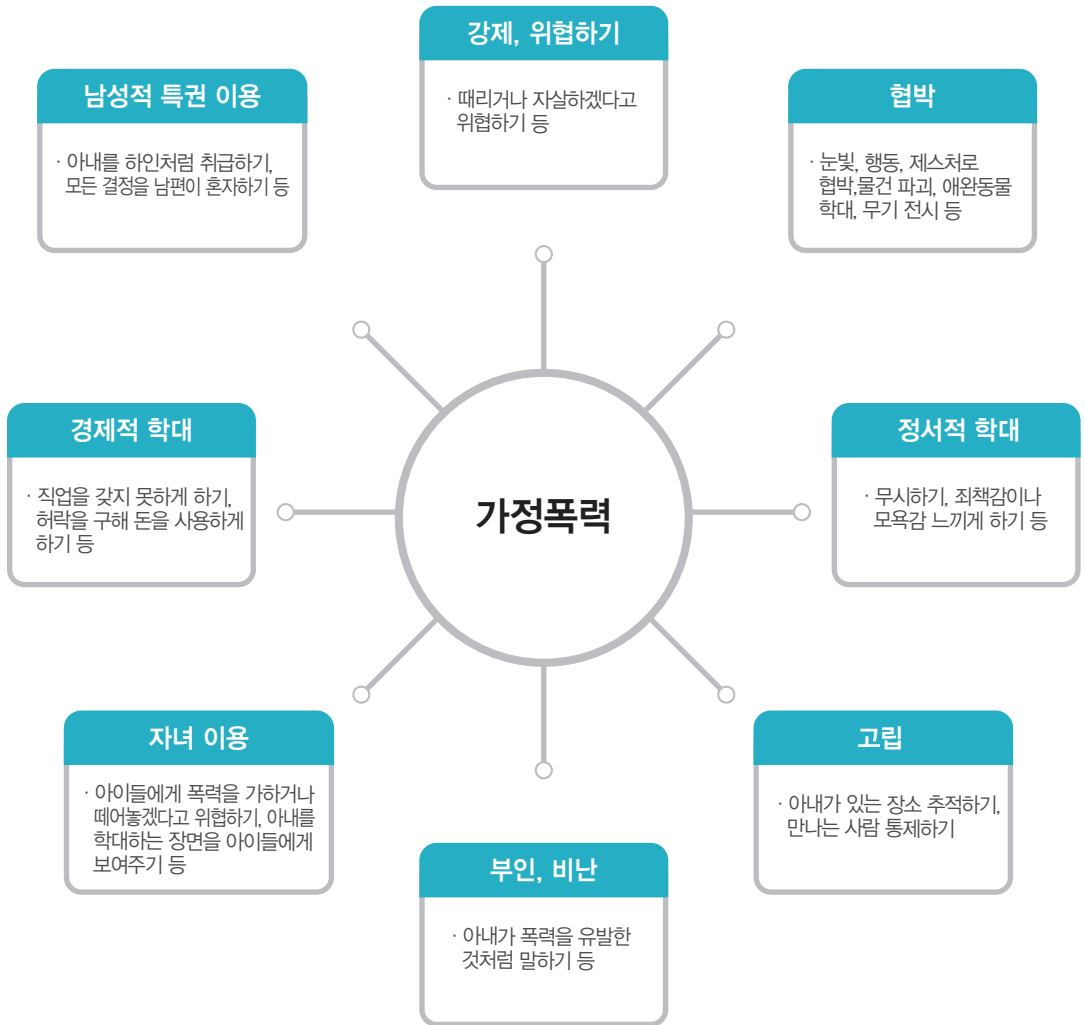 강제, 위협하기
· 때리거나 자살하겠다고
위협하기 등
남성적 특권 이용
· 아내를 하인처럼 취급하기,
모든 결정을 남편이 혼자하기 등
협박
· 눈빛, 행동, 제스처로
협박,물건 파괴, 애완동물
학대, 무기 전시 등
경제적 학대
· 직업을 갖지 못하게 하기,
허락을 구해 돈을 사용하게
하기 등
가정폭력
정서적 학대
· 무시하기, 죄책감이나
모욕감 느끼게 하기 등
자녀 이용
· 아이들에게 폭력을 가하거나
떼어놓겠다고 위협하기, 아내를
학대하는 장면을 아이들에게
보여주기 등
고립
· 아내가 있는 장소 추적하기,
만나는 사람 통제하기
부인, 비난
· 아내가 폭력을 유발한
것처럼 말하기 등